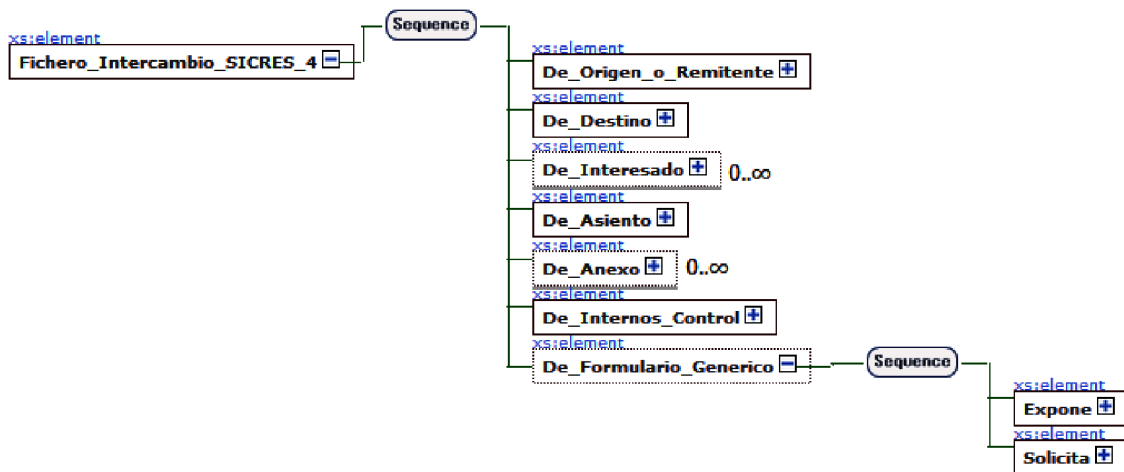 Sequence
xs:element
Fichero_Intercambio_SICRES_4
xs:element
De_Origen_o_Remitente
xs:element
De_Destino
xs:element
De_Interesado 0..∞
xs:element
De_Asiento
xs:element
De_Anexo 0..∞
xs:element
De_Internos_Control
xs:element
De_Formulario_Generico
Sequence
xs:element
Expone
xs:element
Solicita